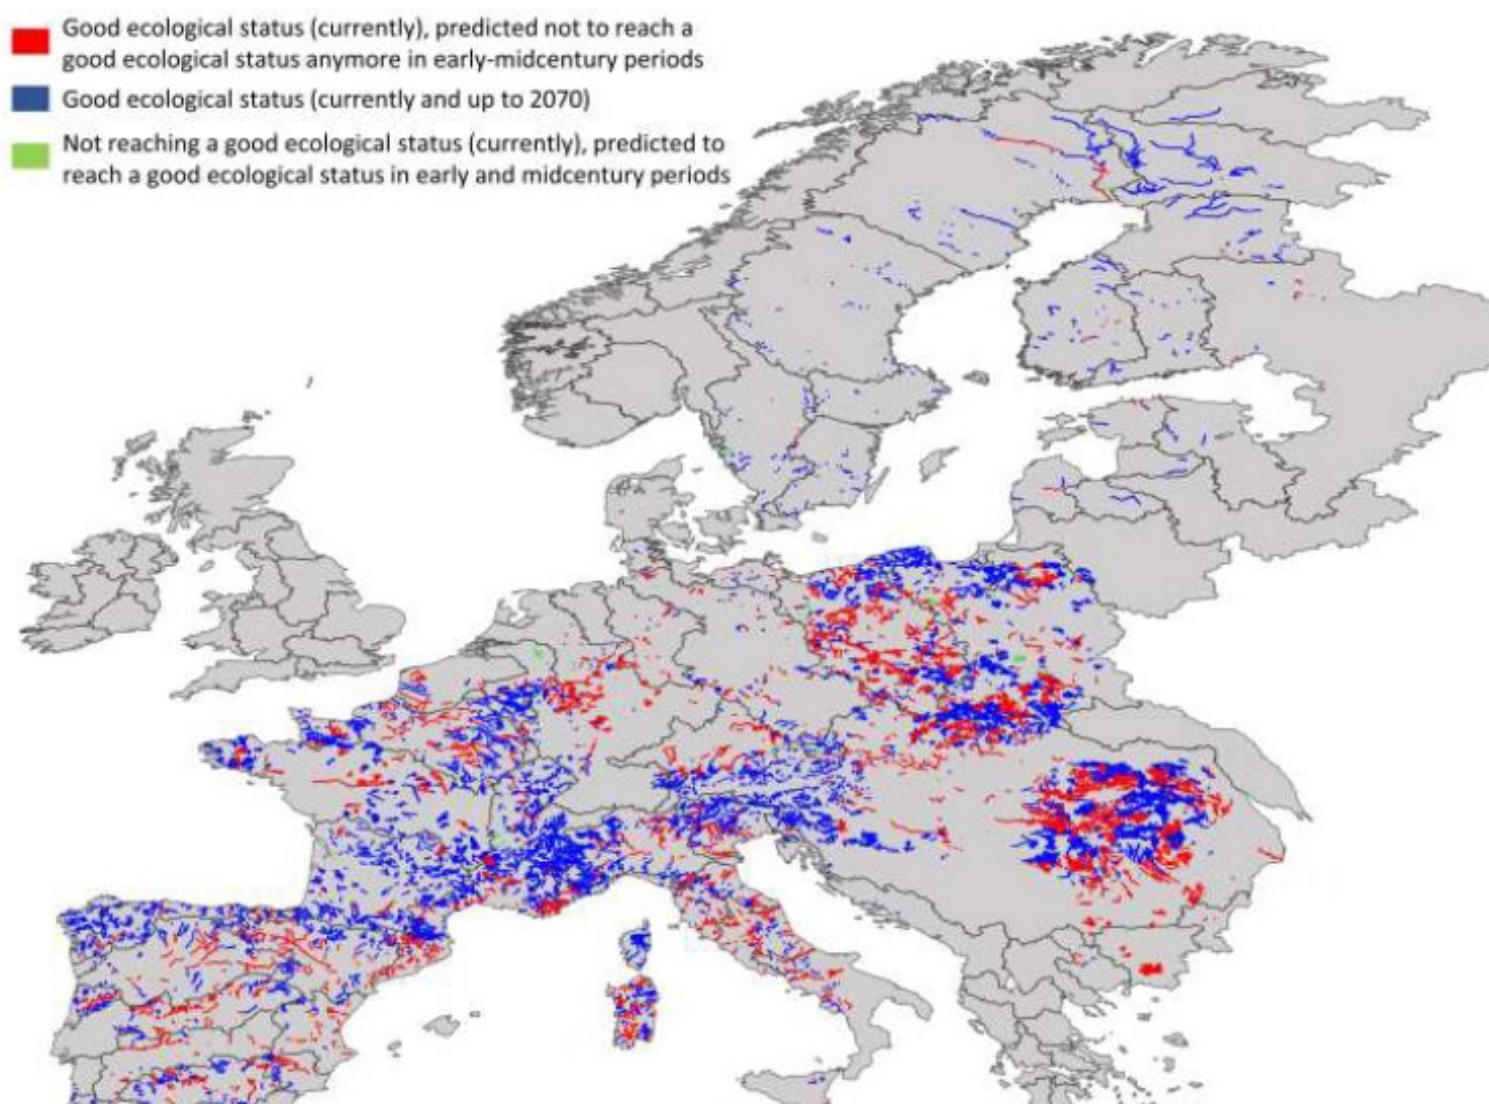 Good ecological status (currently), predicted not to reach a
good ecological status anymore in early-midcentury periods
Good ecological status (currently and up to 2070)
Not reaching a good ecological status (currently), predicted to
reach a good ecological status in early and midcentury periods